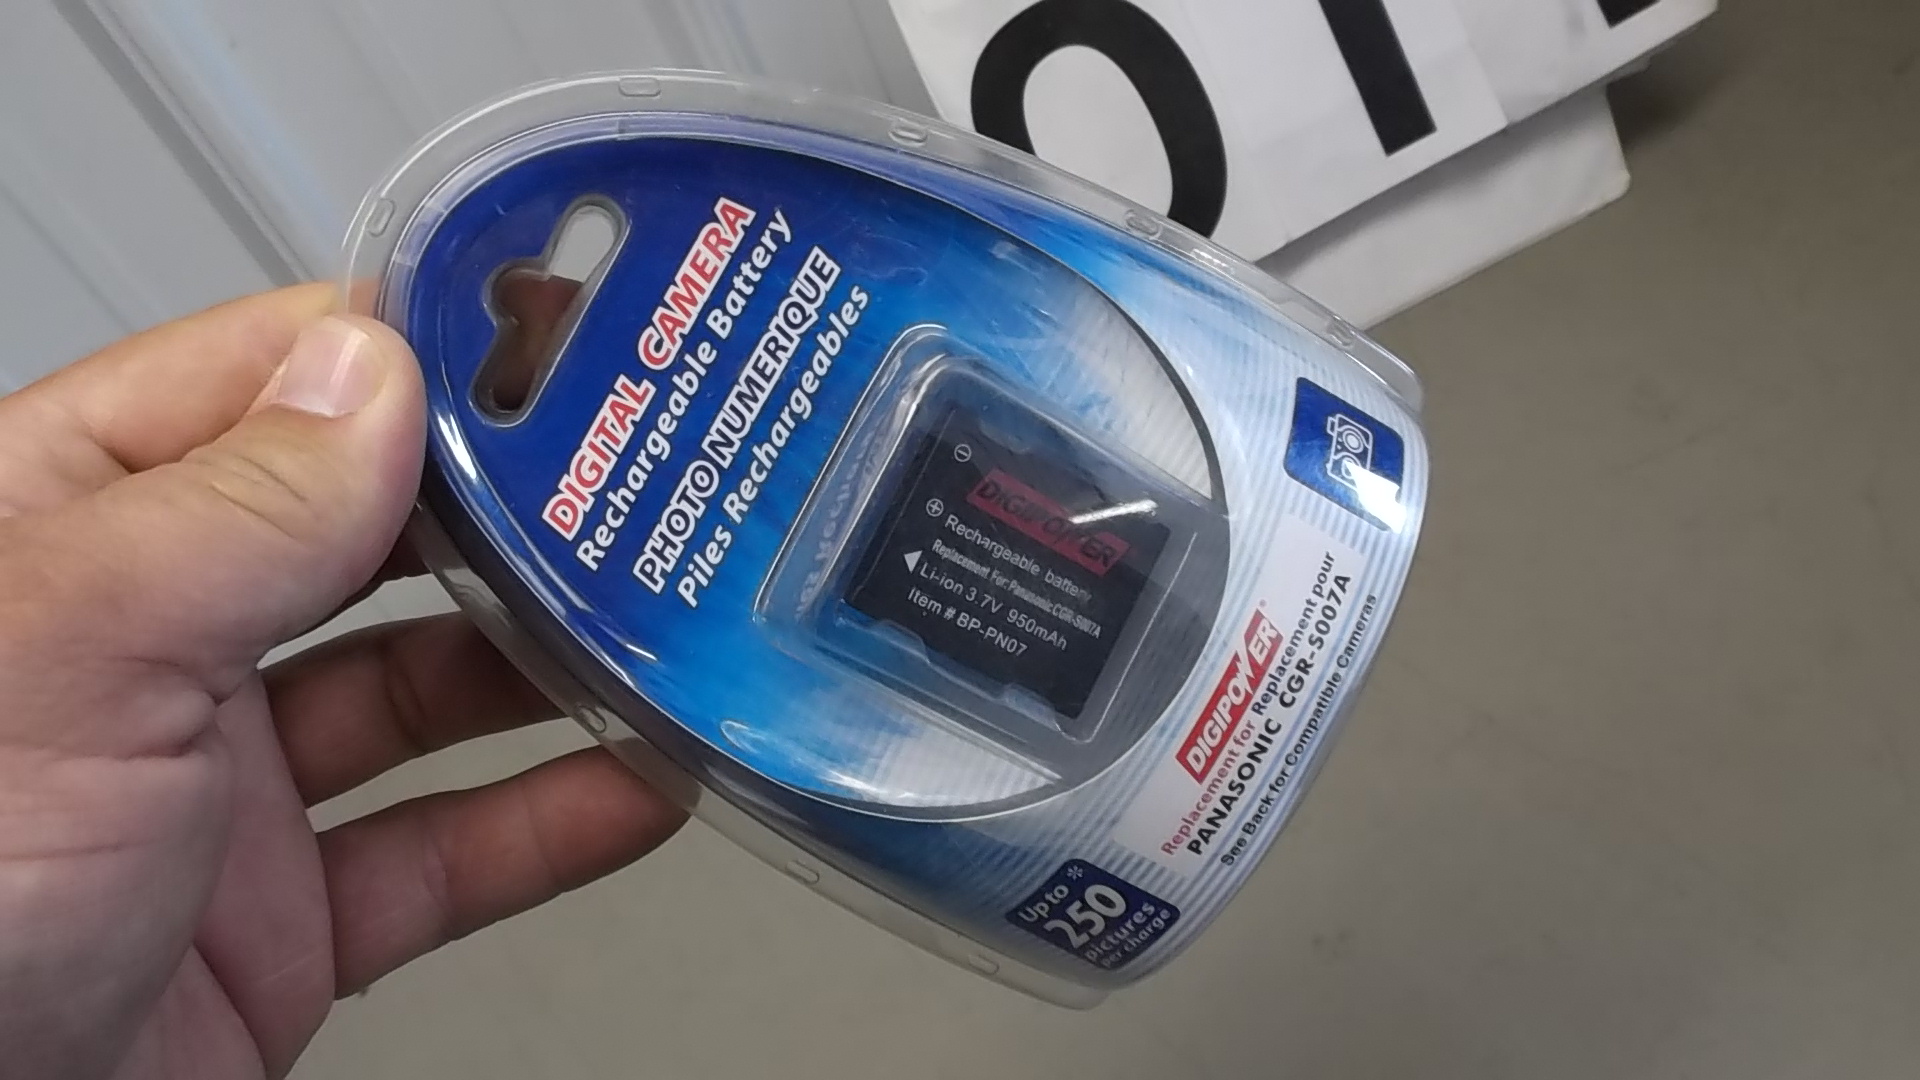 DIGITAL CAMERA
Rechargeable Battery
PHOTO NUMERIQUE
Piles Rechargeables
DIGIPOWER
Rechargeable battery
Replacement For: Panasonic CGR-S007A
Li-ion 3.7V 950mAh
Item # BP-PN07
DIGIPOWER®
Replacement for Replacement pour
PANASONIC CGR-S007A
See Back for Compatible Cameras
Up to *
250
pictures
per charge